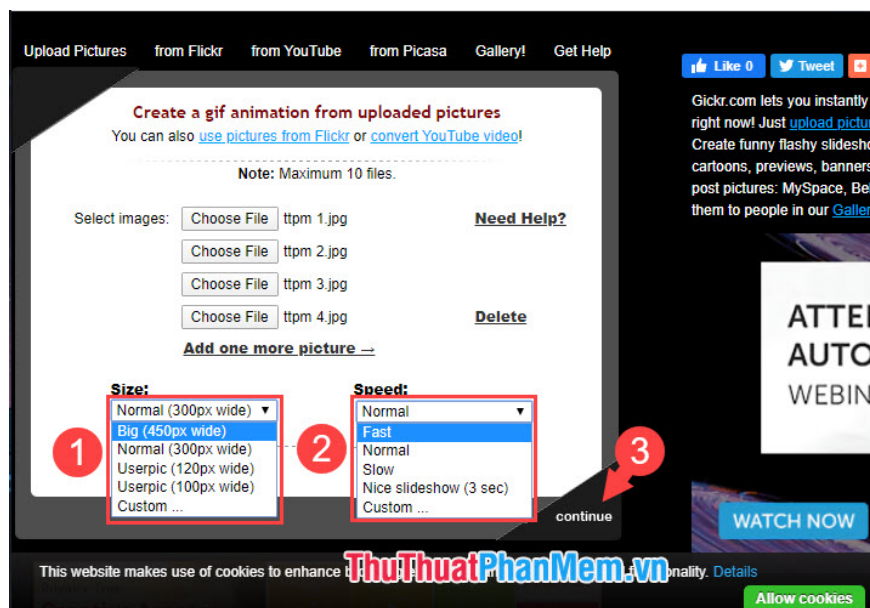 Upload Pictures from Flickr from YouTube from Picasa Gallery! Get Help
Create a gif animation from uploaded pictures
You can also use pictures from Flickr or convert YouTube video!
Note: Maximum 10 files.
Select images: Choose File ttpm 1.jpg Need Help?
Choose File ttpm 2.jpg
Choose File ttpm 3.jpg
Choose File ttpm 4.jpg Delete
Add one more picture →
Size: Speed:
Normal (300px wide) ▼ Normal ▼
Big (450px wide) Fast
Normal (300px wide) Normal
Userpic (120px wide) Slow
Userpic (100px wide) Nice slideshow (3 sec)
Custom ... Custom ...
1 2 3
continue
Like 0 Tweet
Gickr.com lets you instantly
right now! Just upload pictur
Create funny flashy slidesho
cartoons, previews, banners
post pictures: MySpace, Be
them to people in our Galler
ATTE
AUTO
WEBIN
WATCH NOW
This website makes use of cookies to enhance
ThuThuatPhanMem.vn
Details
Allow cookies